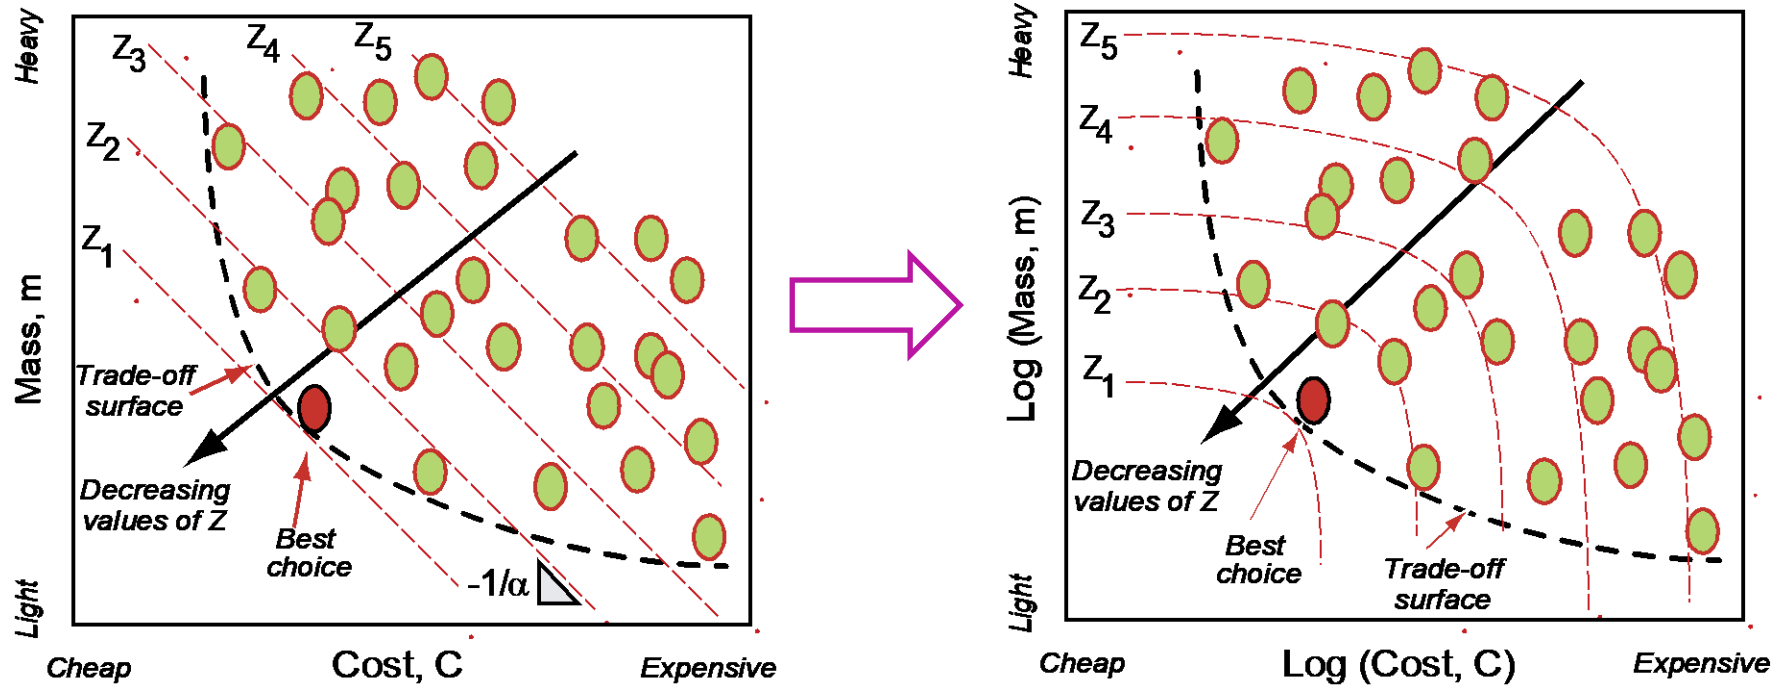 Heavy
Z3
Z4
Z5
Z2
Z1
Mass, m
Trade-off
surface
Decreasing
values of Z
Best
choice
-1/α
Light
Cheap
Cost, C
Expensive
Heavy
Z5
Z4
Z3
Z2
Z1
Log (Mass, m)
Decreasing
values of Z
Best
choice
Trade-off
surface
Light
Cheap
Log (Cost, C)
Expensive